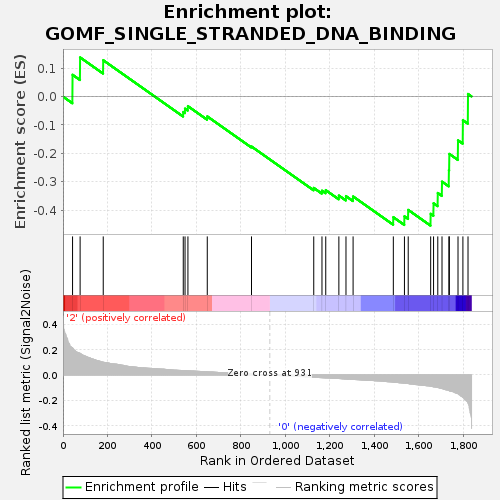 Enrichment plot:
GOMF_SINGLE_STRANDED_DNA_BINDING
Enrichment score (ES)
0.1
0.0
-0.1
-0.2
-0.3
-0.4
Ranked list metric (Signal2Noise)
'2' (positively correlated)
0.4
0.2
0.0
-0.2
-0.4
Zero cross at 931
'0' (negatively correlated)
0 200 400 600 800 1,000 1,200 1,400 1,600 1,800
Rank in Ordered Dataset
Enrichment profile Hits Ranking metric scores